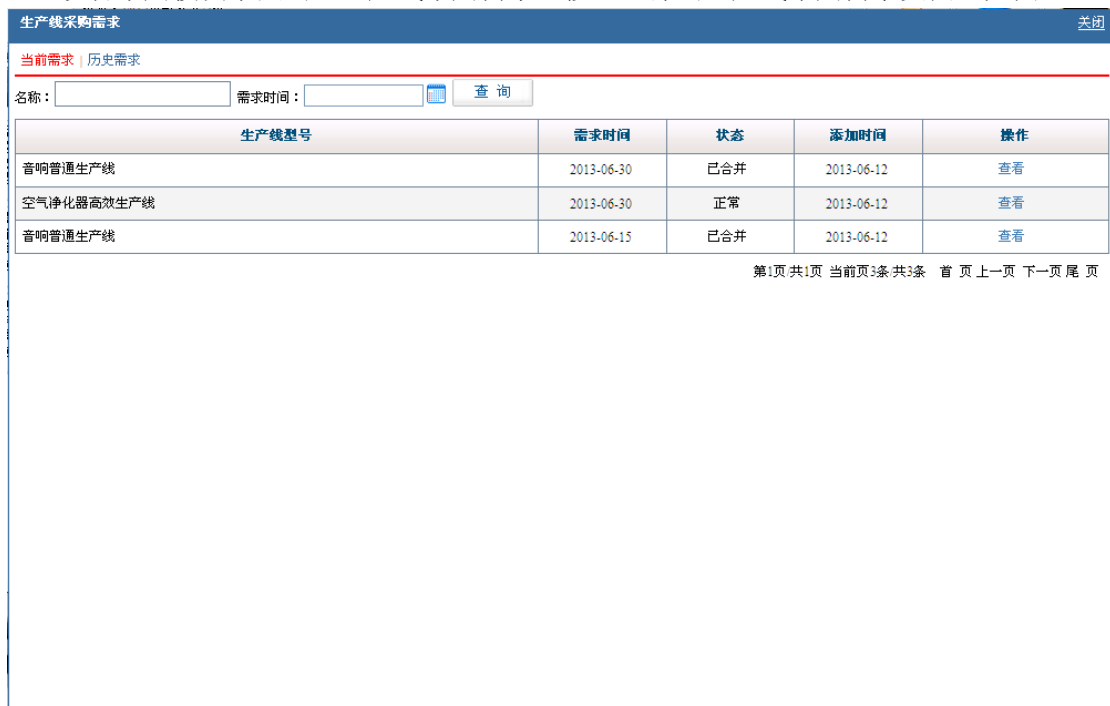 生产线采购需求 关闭
当前需求 | 历史需求
名称： 需求时间： 查 询
生产线型号 需求时间 状态 添加时间 操作
音响普通生产线 2013-06-30 已合并 2013-06-12 查看
空气净化器高效生产线 2013-06-30 正常 2013-06-12 查看
音响普通生产线 2013-06-15 已合并 2013-06-12 查看
第1页/共1页 当前页3条/共3条 首 页 上一页 下一页 尾 页